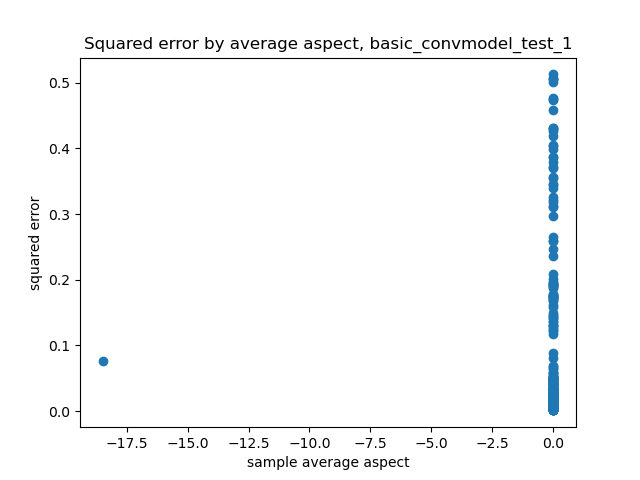 Squared error by average aspect, basic_convmodel_test_1
squared error
0.5
0.4
0.3
0.2
0.1
0.0
−17.5 −15.0 −12.5 −10.0 −7.5 −5.0 −2.5 0.0
sample average aspect